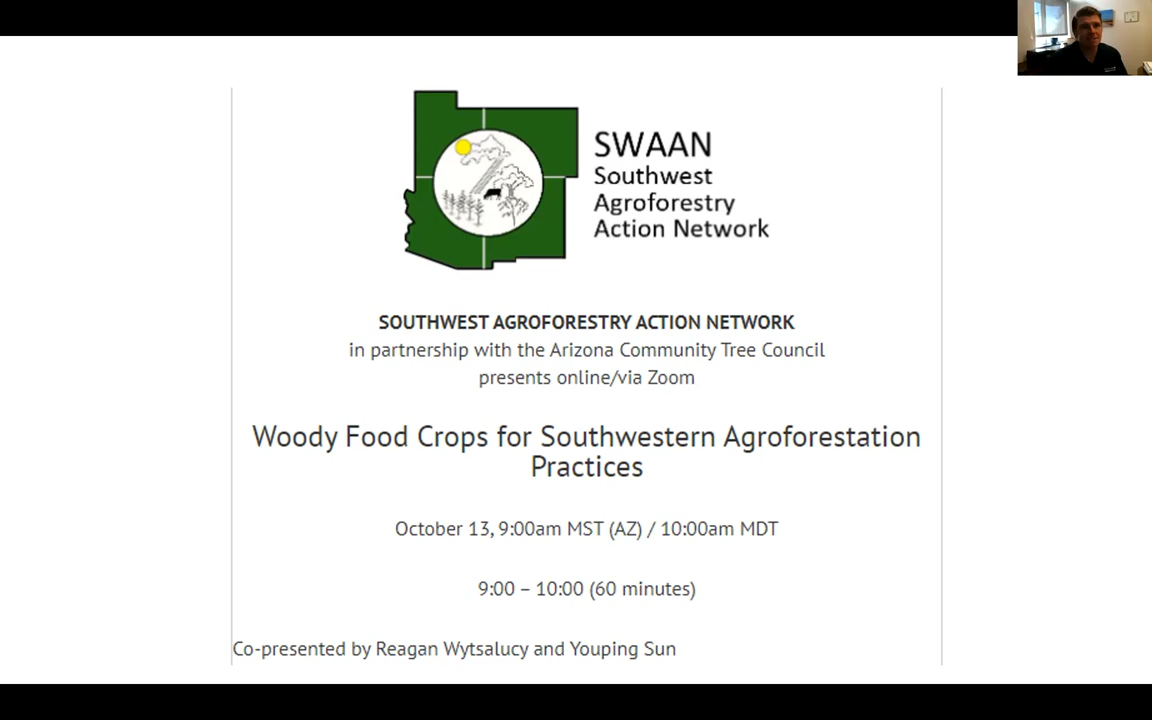 SWAAN
Southwest
Agroforestry
Action Network
SOUTHWEST AGROFORESTRY ACTION NETWORK
in partnership with the Arizona Community Tree Council
presents online/via Zoom
Woody Food Crops for Southwestern Agroforestation
Practices
October 13, 9:00am MST (AZ) / 10:00am MDT
9:00 – 10:00 (60 minutes)
Co-presented by Reagan Wytsalucy and Youping Sun